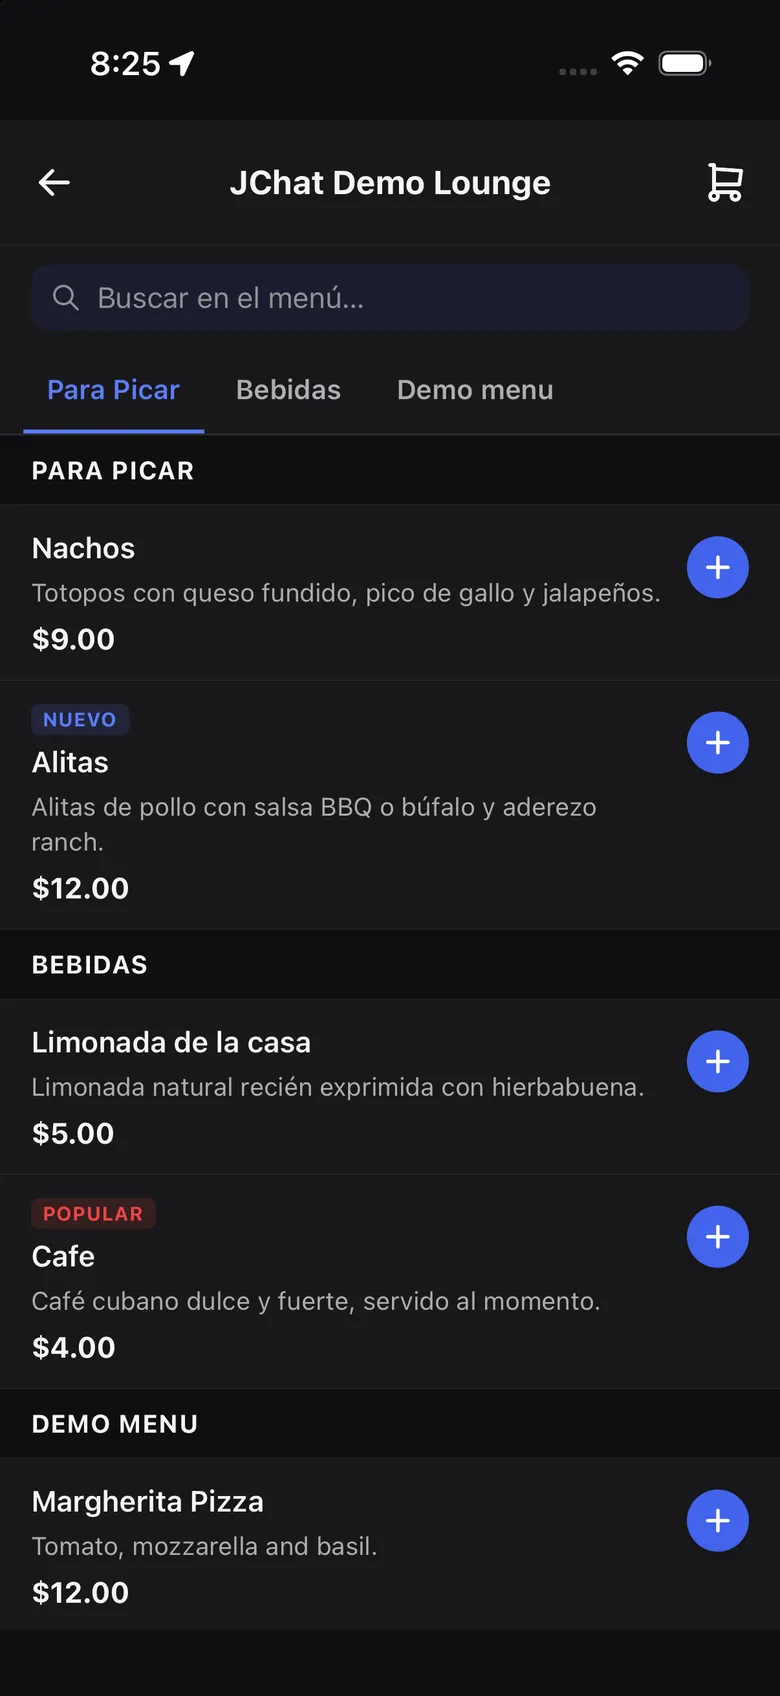 8:25
JChat Demo Lounge
Buscar en el menú...
Para Picar Bebidas Demo menu
PARA PICAR
Nachos
Totopos con queso fundido, pico de gallo y jalapeños.
$9.00
NUEVO
Alitas
Alitas de pollo con salsa BBQ o búfalo y aderezo
ranch.
$12.00
BEBIDAS
Limonada de la casa
Limonada natural recién exprimida con hierbabuena.
$5.00
POPULAR
Cafe
Café cubano dulce y fuerte, servido al momento.
$4.00
DEMO MENU
Margherita Pizza
Tomato, mozzarella and basil.
$12.00